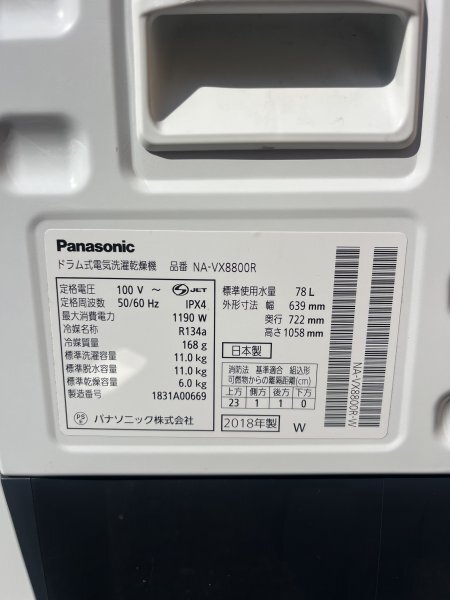 Panasonic
ドラム式電気洗濯乾燥機 品番 NA-VX8800R
定格電圧 100 V ～ S JET
定格周波数 50/60 Hz IPX4
最大消費電力 1190 W
冷媒名称 R134a
冷媒質量 168 g
標準洗濯容量 11.0 kg
標準脱水容量 11.0 kg
標準乾燥容量 6.0 kg
製造番号 1831A00669
PS E パナソニック株式会社
標準使用水量 78 L
外形寸法 幅 639 mm
奥行 722 mm
高さ 1058 mm
日本製
消防法 基準適合 組込形
可燃物からの離隔距離(cm)
上方 側方 後方 下方
23 1 1 0
2018年製 W
NA-VX8800R-W